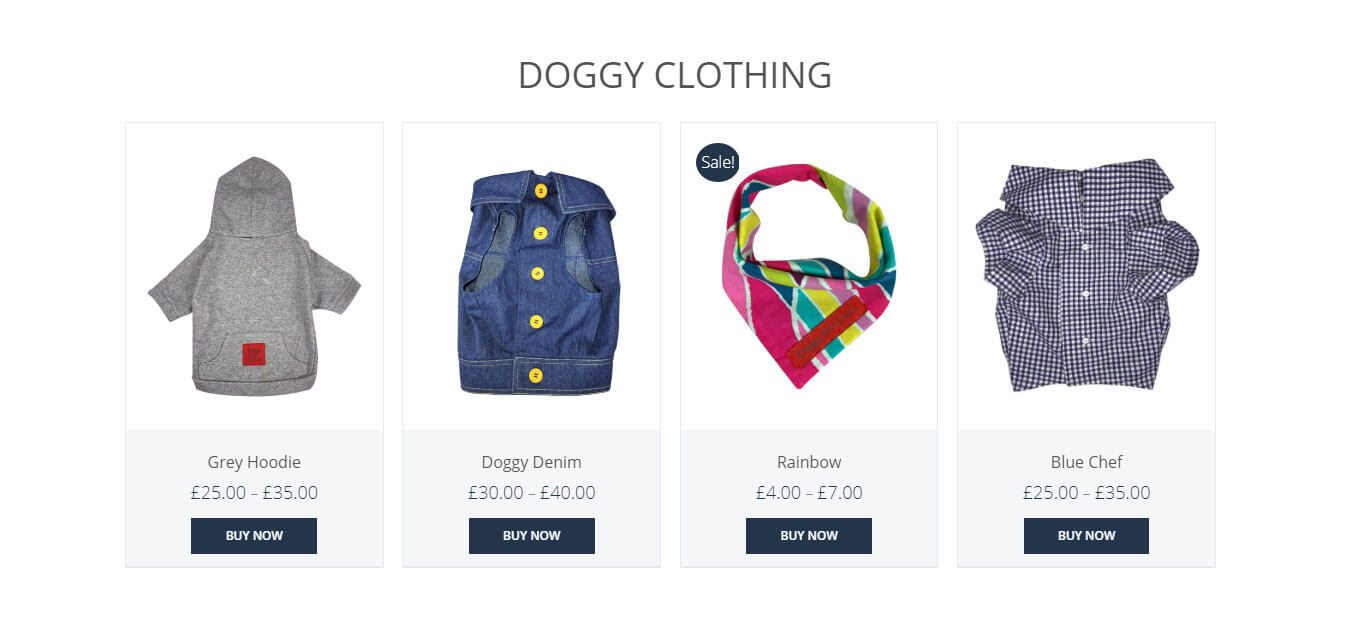 DOGGY CLOTHING
Sale!
Grey Hoodie
£25.00 – £35.00
BUY NOW
Doggy Denim
£30.00 – £40.00
BUY NOW
Rainbow
£4.00 – £7.00
BUY NOW
Blue Chef
£25.00 – £35.00
BUY NOW